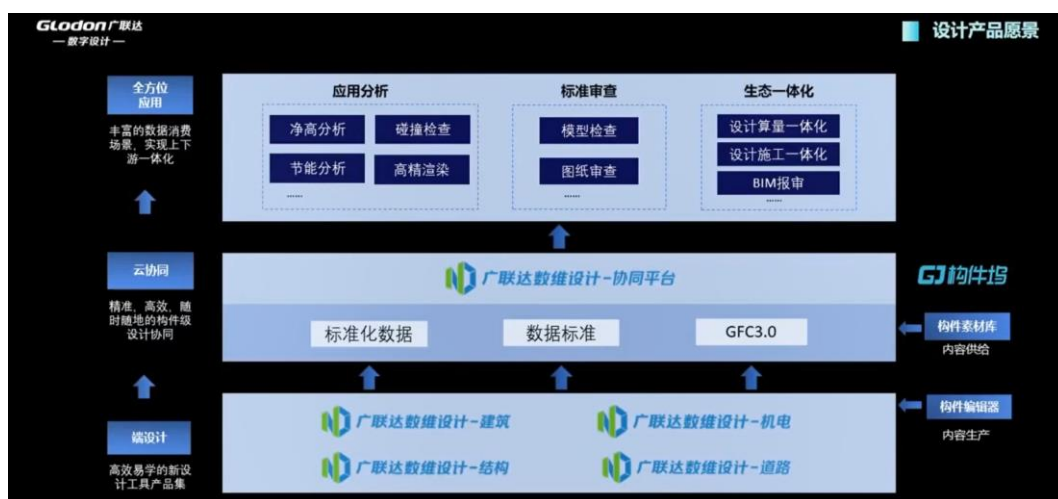 GLodon广联达
— 数字设计 —
设计产品愿景
全方位
应用
丰富的数据消费
场景，实现上下
游一体化
应用分析
净高分析
碰撞检查
节能分析
高精渲染
......
标准审查
模型检查
图纸审查
......
生态一体化
设计算量一体化
设计施工一体化
BIM报审
......
云协同
精准、高效、随
时随地的构件级
设计协同
广联达数维设计-协同平台
标准化数据
数据标准
GFC3.0
GJ构件坞
构件素材库
内容供给
端设计
高效易学的新设
计工具产品集
广联达数维设计-建筑
广联达数维设计-机电
广联达数维设计-结构
广联达数维设计-道路
构件编辑器
内容生产